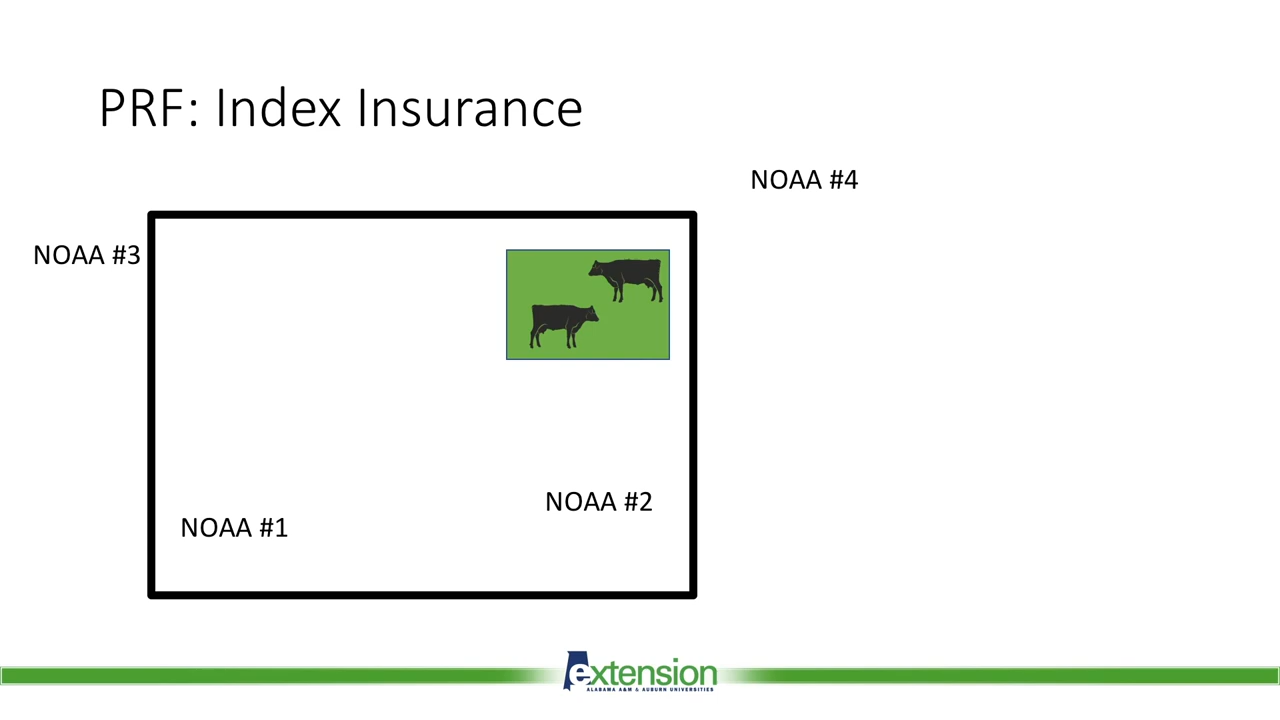 PRF: Index Insurance
NOAA #4
NOAA #3
NOAA #2
NOAA #1
extension
ALABAMA A&M & AUBURN UNIVERSITIES